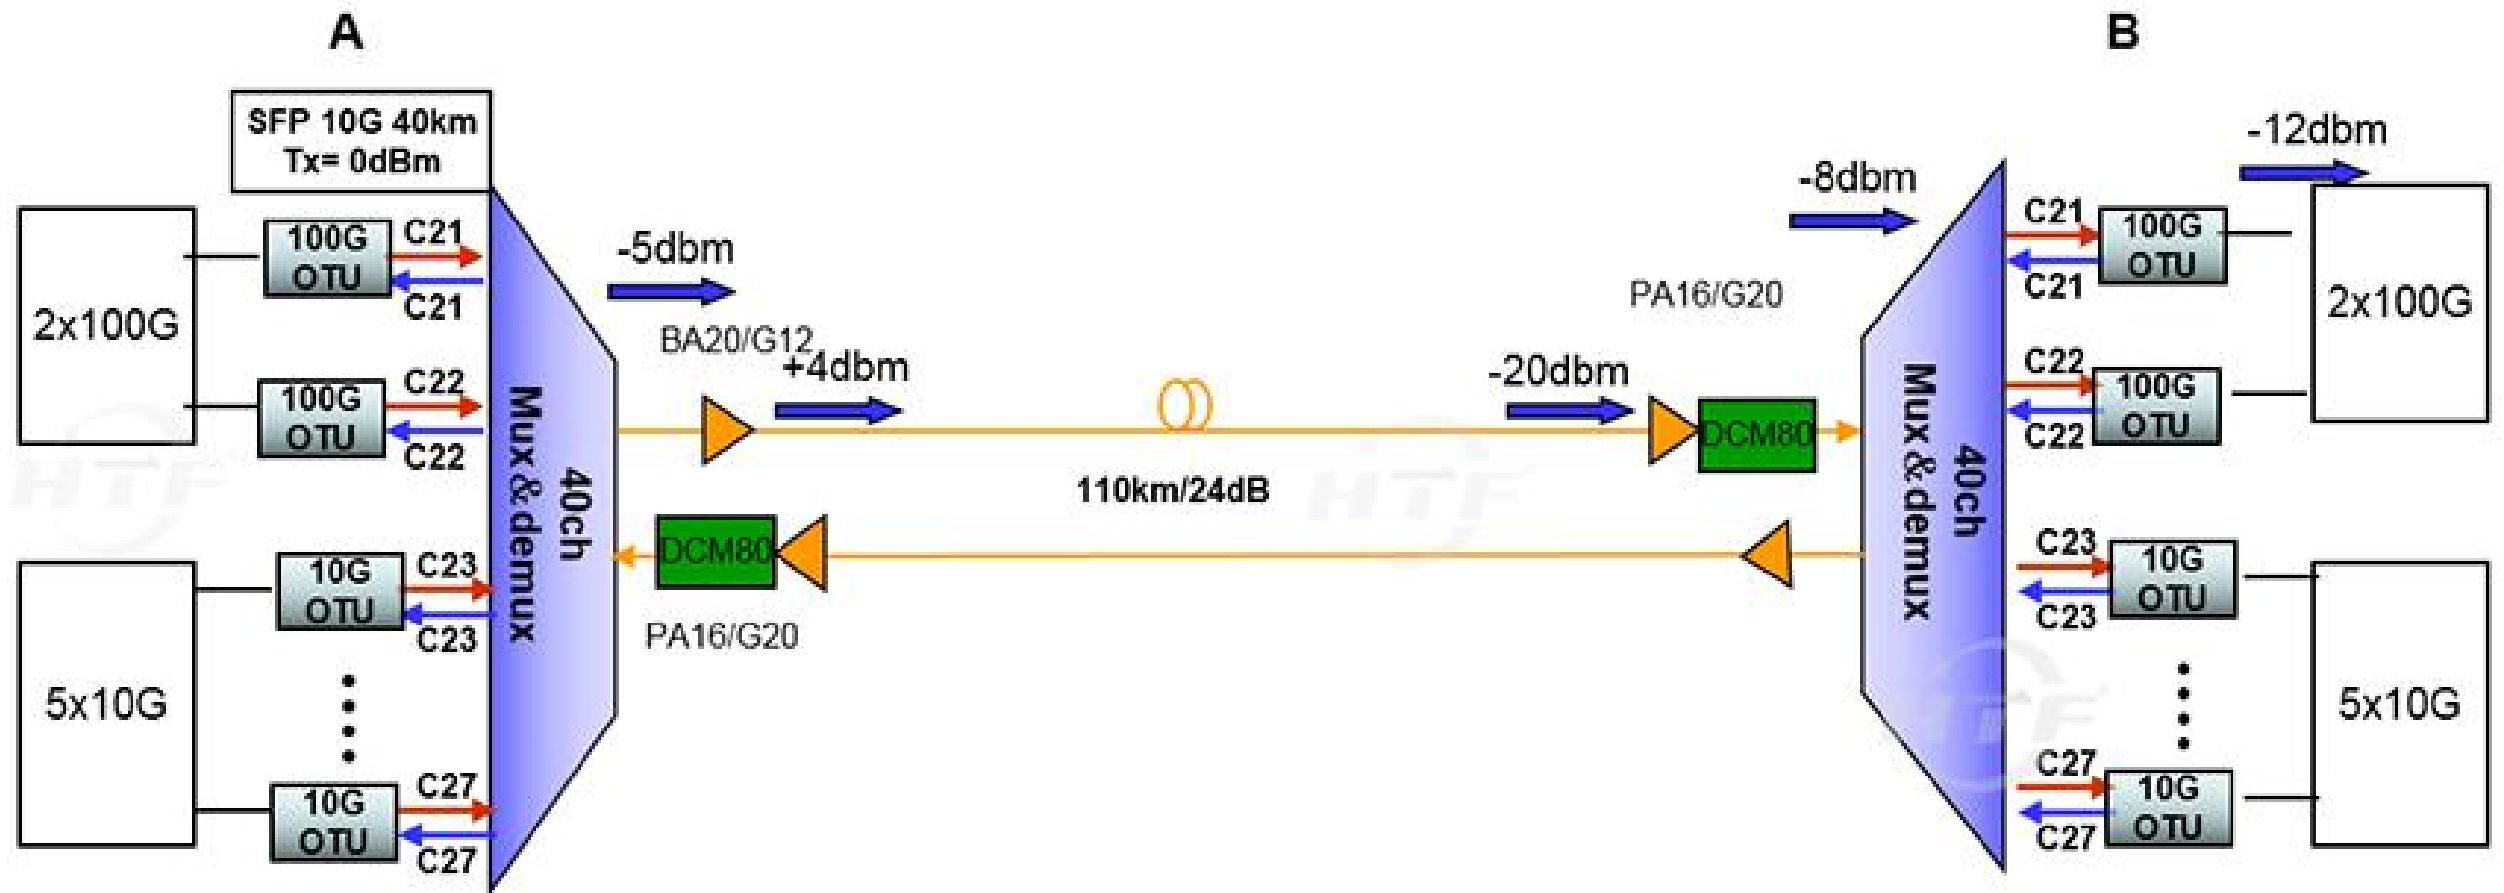 A
B
SFP 10G 40km
Tx= 0dBm
-12dbm
-8dbm
-5dbm
2x100G
100G
OTU
C21
C21
100G
OTU
C22
C22
BA20/G12
+4dbm
-20dbm
PA16/G20
DCM80
110km/24dB
DCM80
PA16/G20
40ch
Mux&demux
40ch
Mux&demux
C21
C21
100G
OTU
C22
C22
100G
OTU
2x100G
5x10G
10G
OTU
C23
C23
10G
OTU
C27
C27
C23
C23
10G
OTU
C27
C27
10G
OTU
5x10G
HTF
HTF
HTF